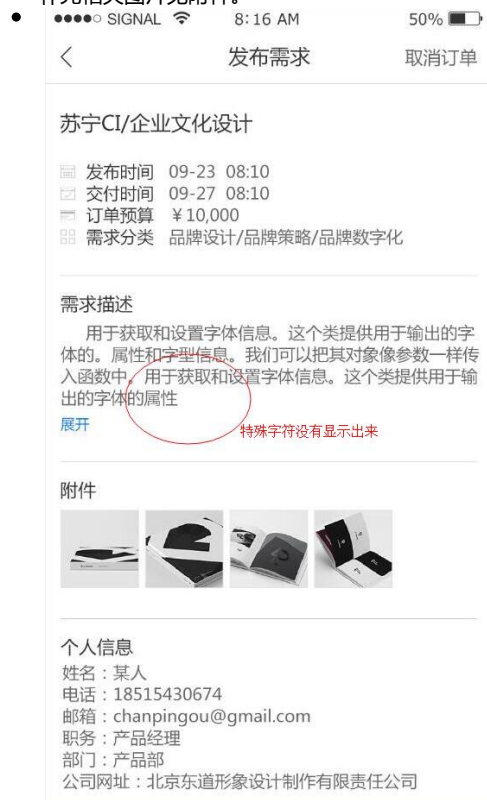 ●●●●○ SIGNAL 8:16 AM 50%
发布需求 取消订单
苏宁CI/企业文化设计
发布时间 09-23 08:10
交付时间 09-27 08:10
订单预算 ￥10,000
需求分类 品牌设计/品牌策略/品牌数字化
需求描述
用于获取和设置字体信息。这个类提供用于输出的字
体的。属性和字型信息。我们可以把其对象像参数一样传
入函数中。用于获取和设置字体信息。这个类提供用于输
出的字体的属性
展开
特殊字符没有显示出来
附件
个人信息
姓名：某人
电话：18515430674
邮箱：chanpingou@gmail.com
职务：产品经理
部门：产品部
公司网址：北京东道形象设计制作有限责任公司